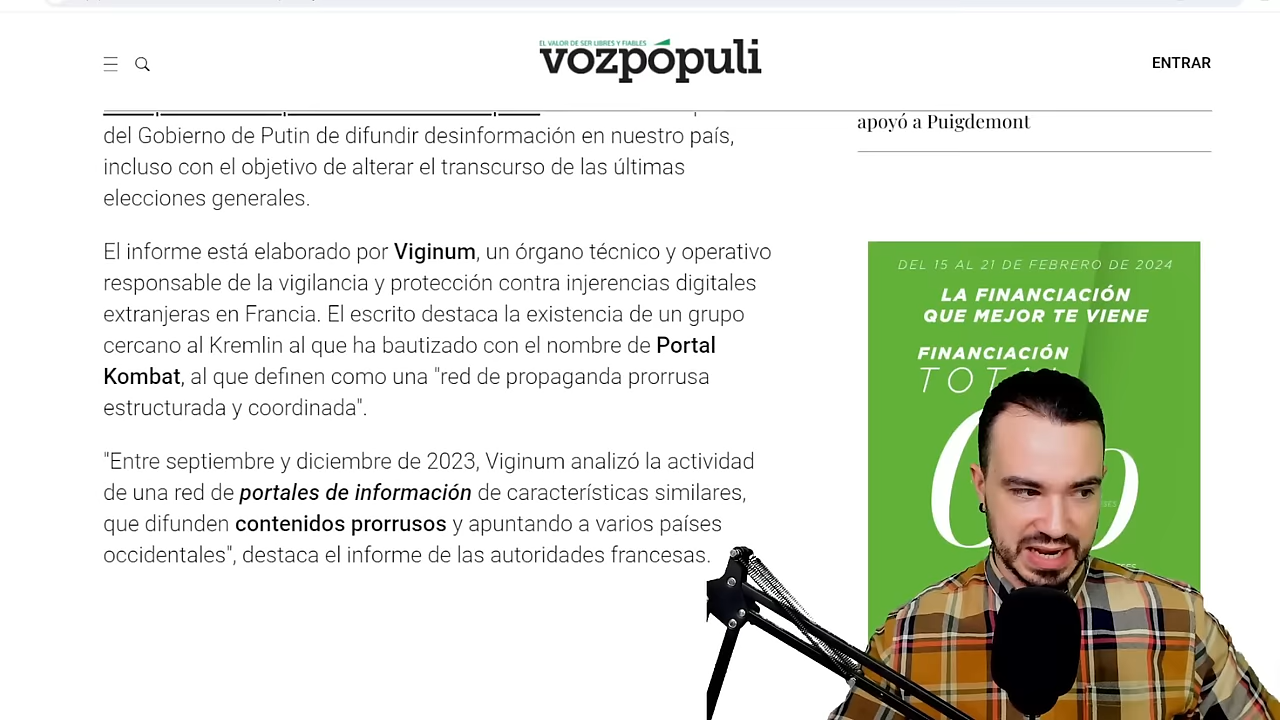 EL VALOR DE SER LIBRES Y FIABLES
vozpópuli
ENTRAR
del Gobierno de Putin de difundir desinformación en nuestro país,
incluso con el objetivo de alterar el transcurso de las últimas
elecciones generales.
El informe está elaborado por Viginum, un órgano técnico y operativo
responsable de la vigilancia y protección contra injerencias digitales
extranjeras en Francia. El escrito destaca la existencia de un grupo
cercano al Kremlin al que ha bautizado con el nombre de Portal
Kombat, al que definen como una "red de propaganda prorrusa
estructurada y coordinada".
"Entre septiembre y diciembre de 2023, Viginum analizó la actividad
de una red de portales de información de características similares,
que difunden contenidos prorrusos y apuntando a varios países
occidentales", destaca el informe de las autoridades francesas.
apoyó a Puigdemont
DEL 15 AL 21 DE FEBRERO DE 2024
LA FINANCIACIÓN
QUE MEJOR TE VIENE
FINANCIACIÓN